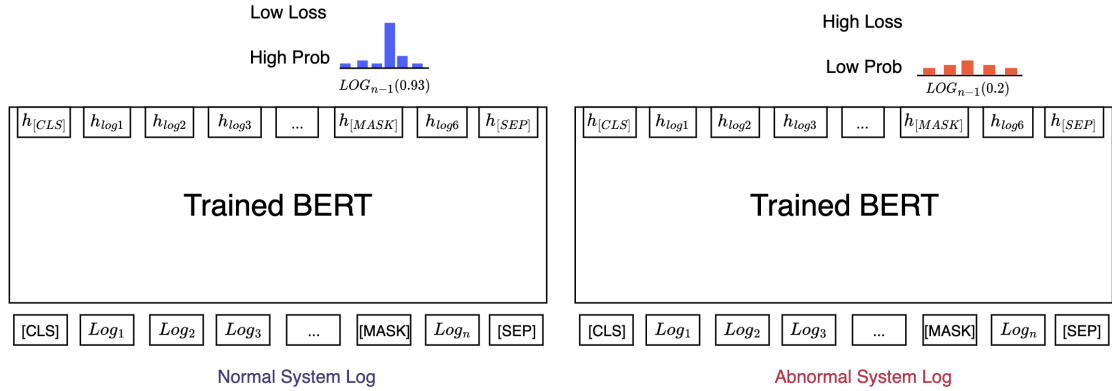 Low Loss
High Prob
LOG_{n-1}(0.93)
h_{[CLS]} h_{log1} h_{log2} h_{log3} ... h_{[MASK]} h_{log6} h_{[SEP]}
Trained BERT
[CLS] Log_1 Log_2 Log_3 ... [MASK] Log_n [SEP]
Normal System Log
High Loss
Low Prob
LOG_{n-1}(0.2)
h_{[CLS]} h_{log1} h_{log2} h_{log3} ... h_{[MASK]} h_{log6} h_{[SEP]}
Trained BERT
[CLS] Log_1 Log_2 Log_3 ... [MASK] Log_n [SEP]
Abnormal System Log